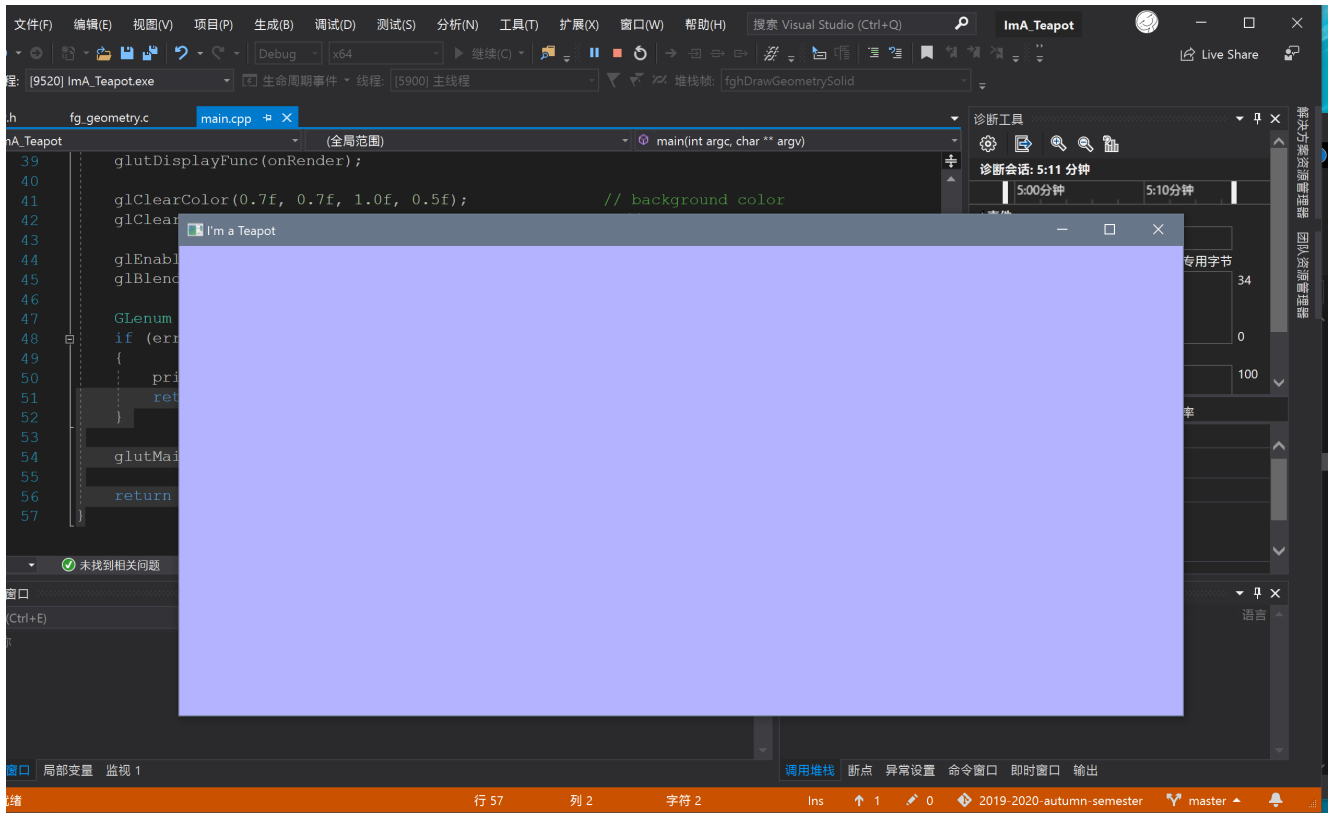 文件(F) 编辑(E) 视图(V) 项目(P) 生成(B) 调试(D) 测试(S) 分析(N) 工具(T) 扩展(X) 窗口(W) 帮助(H) 搜索 Visual Studio (Ctrl+Q) ImA_Teapot
Debug x64 继续(C) Live Share
程: [9520] ImA_Teapot.exe 生命周期事件 线程: [5900] 主线程 堆栈帧: fghDrawGeometrySolid
.h fg_geometry.c main.cpp
nA_Teapot (全局范围) main(int argc, char ** argv)
39 glutDisplayFunc(onRender);
40
41 glClearColor(0.7f, 0.7f, 1.0f, 0.5f); // background color
42 glClear
43
44 glEnabl
45 glBlend
46
47 GLenum
48 if (err
49 {
50 pri
51 ret
52 }
53
54 glutMai
55
56 return
57 }
I'm a Teapot
诊断工具
诊断会话: 5:11 分钟
5:00分钟 5:10分钟
专用字节
34
0
100
率
解决方案资源管理器
团队资源管理器
未找到相关问题
窗口
(Ctrl+E)
语言
窗口 局部变量 监视 1
调用堆栈 断点 异常设置 命令窗口 即时窗口 输出
绪 行 57 列 2 字符 2 Ins 1 0 2019-2020-autumn-semester master